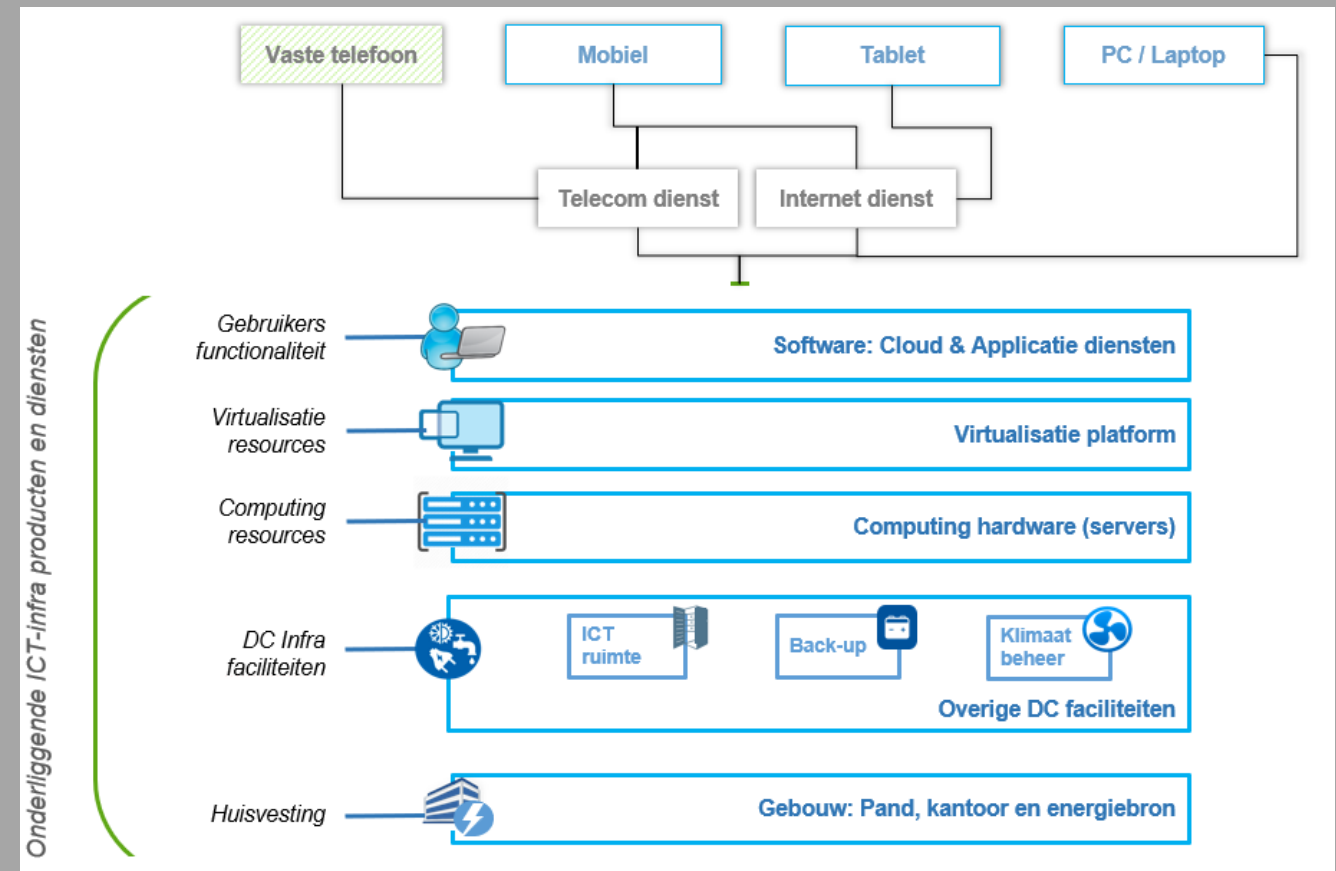 Vaste telefoon
Mobiel
Tablet
PC / Laptop
Telecom dienst
Internet dienst
Onderliggende ICT-infra producten en diensten
Gebruikers
functionaliteit
Software: Cloud & Applicatie diensten
Virtualisatie
resources
Virtualisatie platform
Computing
resources
Computing hardware (servers)
DC Infra
faciliteiten
ICT
ruimte
Back-up
Klimaat
beheer
Overige DC faciliteiten
Huisvesting
Gebouw: Pand, kantoor en energiebron